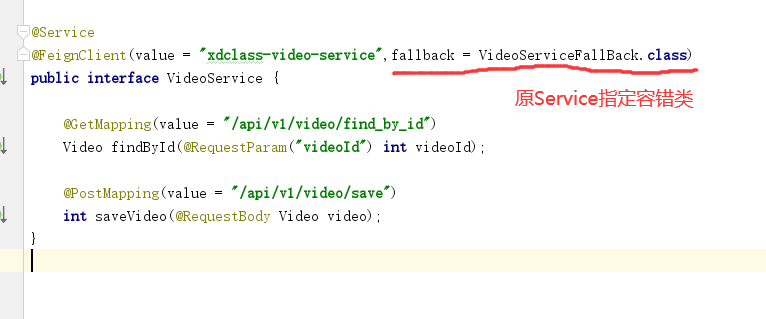 @Service
@FeignClient(value = "xdclass-video-service",fallback = VideoServiceFallBack.class)
public interface VideoService {
原Service指定容错类
@GetMapping(value = "/api/v1/video/find_by_id")
Video findById(@RequestParam("videoId") int videoId);
@PostMapping(value = "/api/v1/video/save")
int saveVideo(@RequestBody Video video);
}